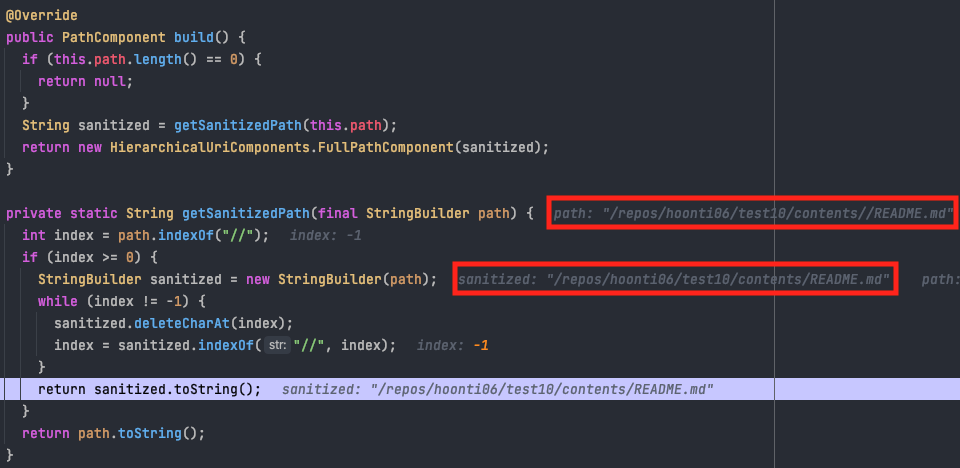 @Override
public PathComponent build() {
if (this.path.length() == 0) {
return null;
}
String sanitized = getSanitizedPath(this.path);
return new HierarchicalUriComponents.FullPathComponent(sanitized);
}
private static String getSanitizedPath(final StringBuilder path) { path: "/repos/hoonti06/test10/contents//README.md"
int index = path.indexOf("//"); index: -1
if (index >= 0) {
StringBuilder sanitized = new StringBuilder(path); sanitized: "/repos/hoonti06/test10/contents/README.md" path:
while (index != -1) {
sanitized.deleteCharAt(index);
index = sanitized.indexOf( str: "//", index); index: -1
}
return sanitized.toString(); sanitized: "/repos/hoonti06/test10/contents/README.md"
}
return path.toString();
}